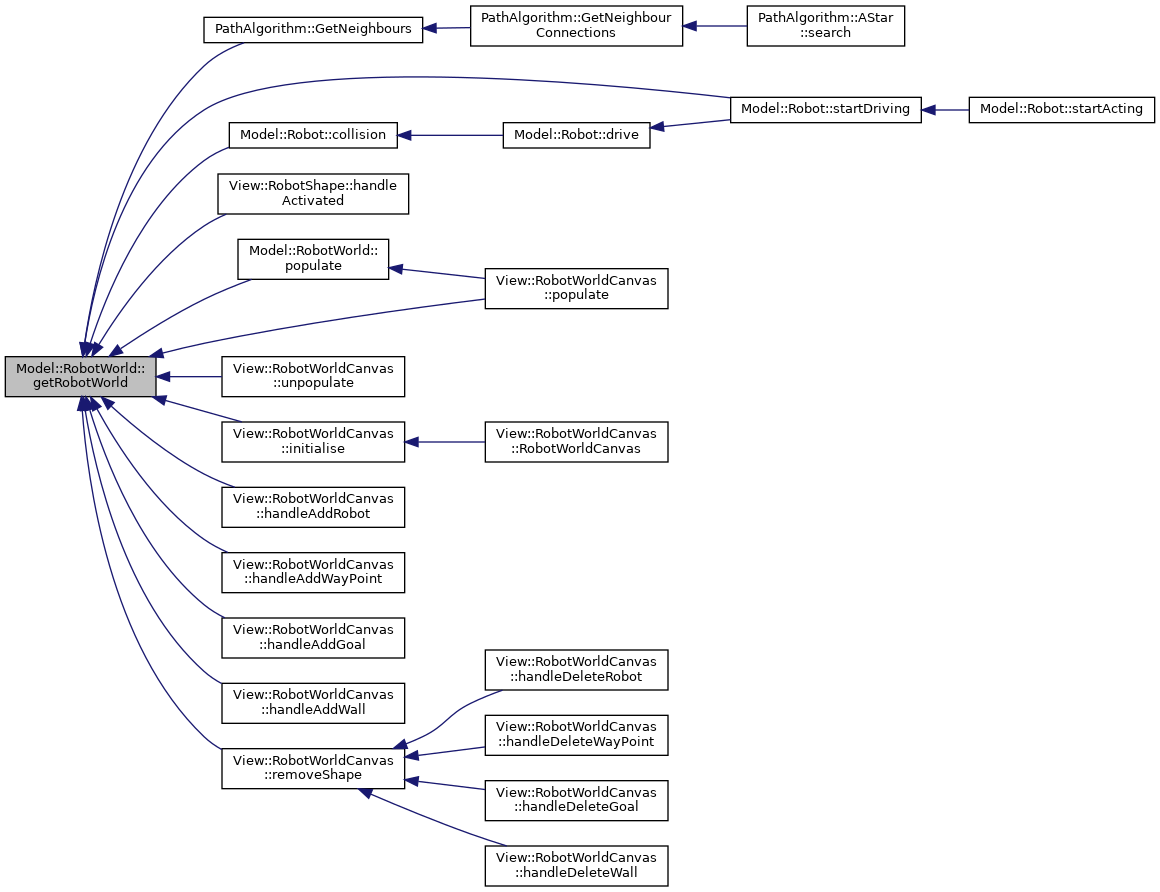 PathAlgorithm::GetNeighbours
PathAlgorithm::GetNeighbour
Connections
PathAlgorithm::AStar
::search
Model::Robot::startDriving
Model::Robot::startActing
Model::Robot::collision
Model::Robot::drive
View::RobotShape::handle
Activated
Model::RobotWorld::
populate
View::RobotWorldCanvas
::populate
Model::RobotWorld::
getRobotWorld
View::RobotWorldCanvas
::unpopulate
View::RobotWorldCanvas
::initialise
View::RobotWorldCanvas
::RobotWorldCanvas
View::RobotWorldCanvas
::handleAddRobot
View::RobotWorldCanvas
::handleAddWayPoint
View::RobotWorldCanvas
::handleAddGoal
View::RobotWorldCanvas
::handleAddWall
View::RobotWorldCanvas
::removeShape
View::RobotWorldCanvas
::handleDeleteRobot
View::RobotWorldCanvas
::handleDeleteWayPoint
View::RobotWorldCanvas
::handleDeleteGoal
View::RobotWorldCanvas
::handleDeleteWall